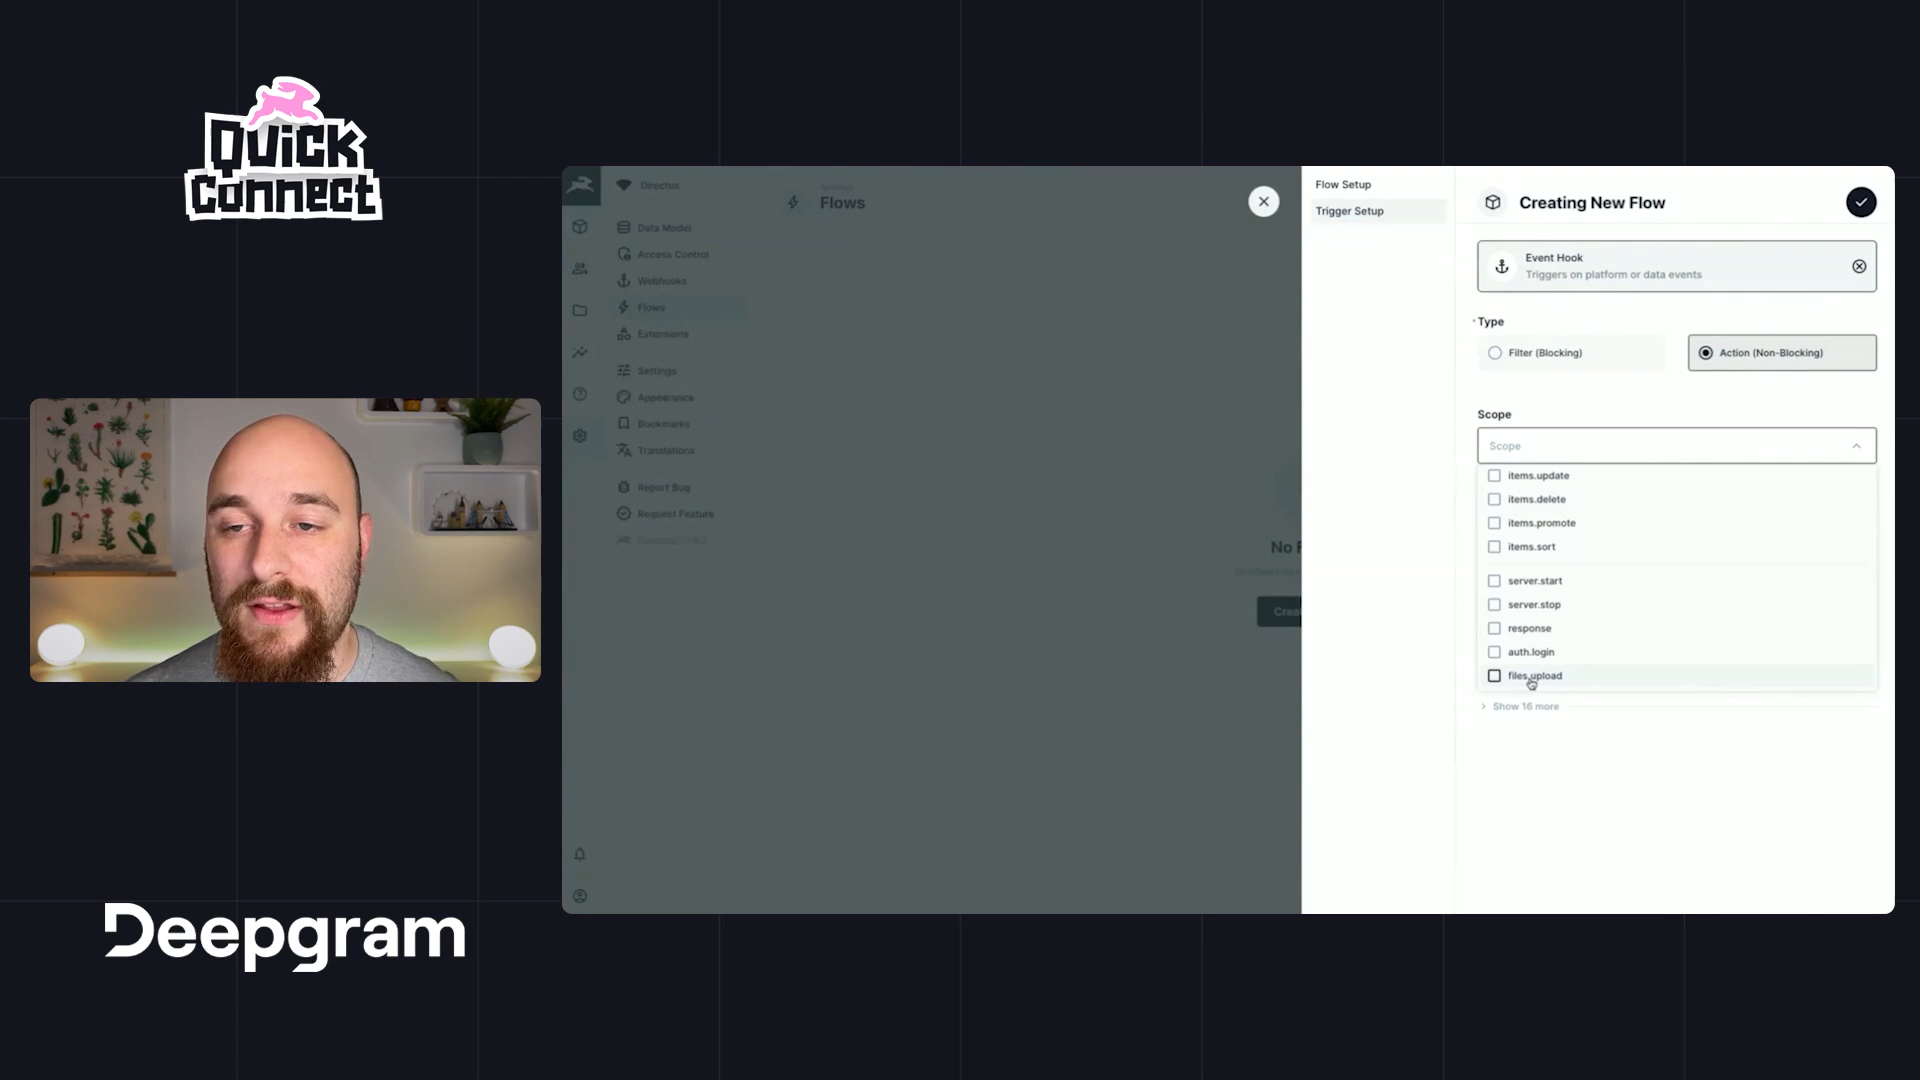 Quick
Connect
Directus
Settings
Flows
Data Model
Access Control
Webhooks
Flows
Extensions
Settings
Appearance
Bookmarks
Translations
Report Bug
Request Feature
No F
Crea
Flow Setup
Trigger Setup
Creating New Flow
Event Hook
Triggers on platform or data events
* Type
Filter (Blocking)
Action (Non-Blocking)
Scope
Scope
items.update
items.delete
items.promote
items.sort
server.start
server.stop
response
auth.login
files.upload
Show 16 more
Deepgram